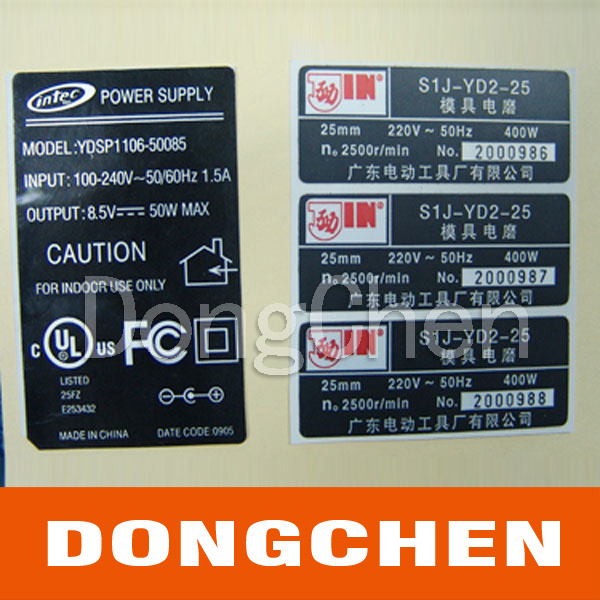 intec POWER SUPPLY
MODEL:YDSP1106-50085
INPUT: 100-240V~50/60Hz 1.5A
OUTPUT: 8.5V⎓ 50W MAX
CAUTION
FOR INDOOR USE ONLY
C UL® US FC
LISTED
25FZ
E253432
MADE IN CHINA DATE CODE:0905
IN® S1J-YD2-25
模具电磨
25mm 220V~50Hz 400W
n₀2500r/min No. 2000986
广东电动工具厂有限公司
IN® S1J-YD2-25
模具电磨
25mm 220V~50Hz 400W
n₀2500r/min No. 2000987
广东电动工具厂有限公司
IN® S1J-YD2-25
模具电磨
25mm 220V~50Hz 400W
n₀2500r/min No. 2000988
广东电动工具厂有限公司
DongChen
DONGCHEN